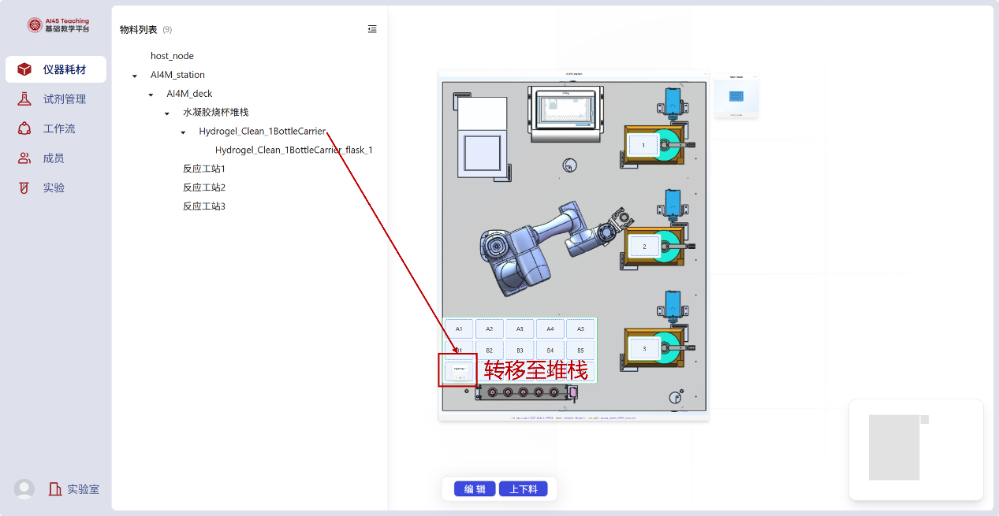 AI4S Teaching
基础教学平台
仪器耗材
试剂管理
工作流
成员
实验
实验室
物料列表 (9)
host_node
AI4M_station
AI4M_deck
水凝胶烧杯堆栈
Hydrogel_Clean_1BottleCarrier
Hydrogel_Clean_1BottleCarrier_flask_1
反应工站1
反应工站2
反应工站3
AI4M_station
host_node
1
2
3
A1 A2 A3 A4 A5
B1 B2 B3 B4 B5
Hydrogel
转移至堆栈
编辑
上下料